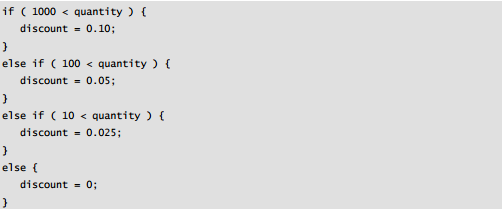 if ( 1000 < quantity ) {
   discount = 0.10;
}
else if ( 100 < quantity ) {
   discount = 0.05;
}
else if ( 10 < quantity ) {
   discount = 0.025;
}
else {
   discount = 0;
}